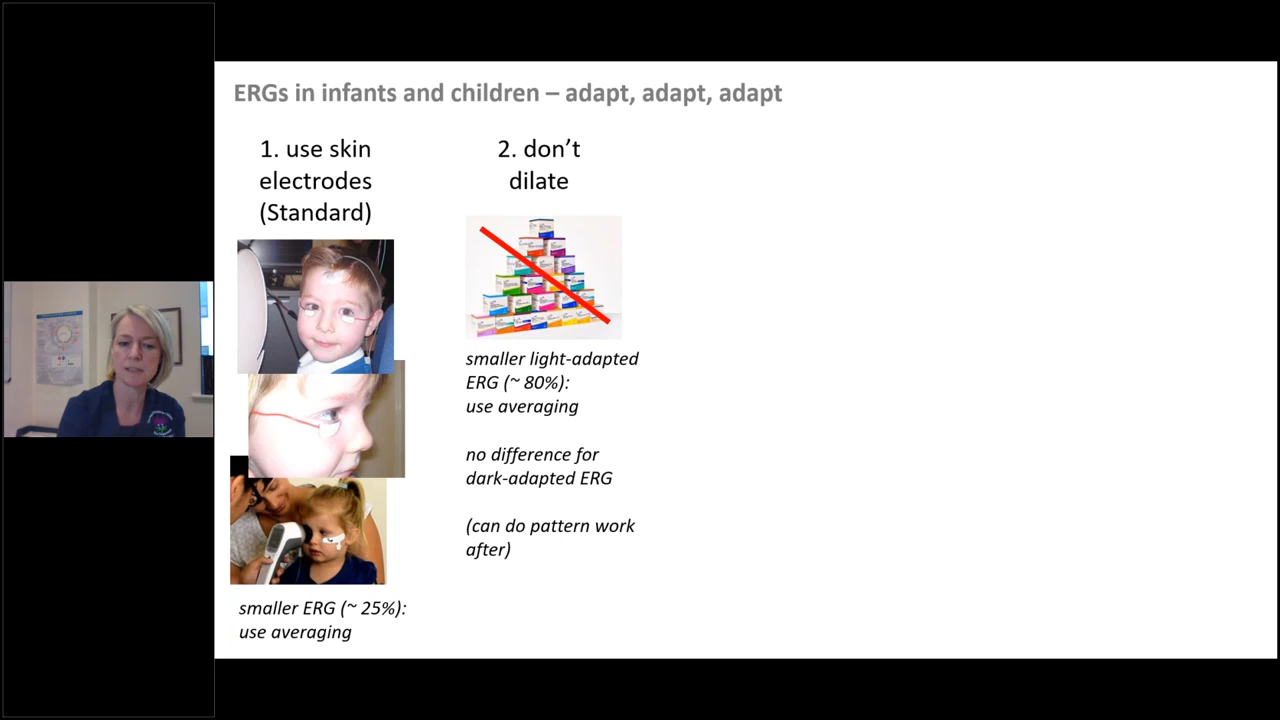 ERGs in infants and children – adapt, adapt, adapt
1. use skin
electrodes
(Standard)
smaller ERG (~ 25%):
use averaging
2. don’t
dilate
smaller light-adapted
ERG (~ 80%):
use averaging
no difference for
dark-adapted ERG
(can do pattern work
after)